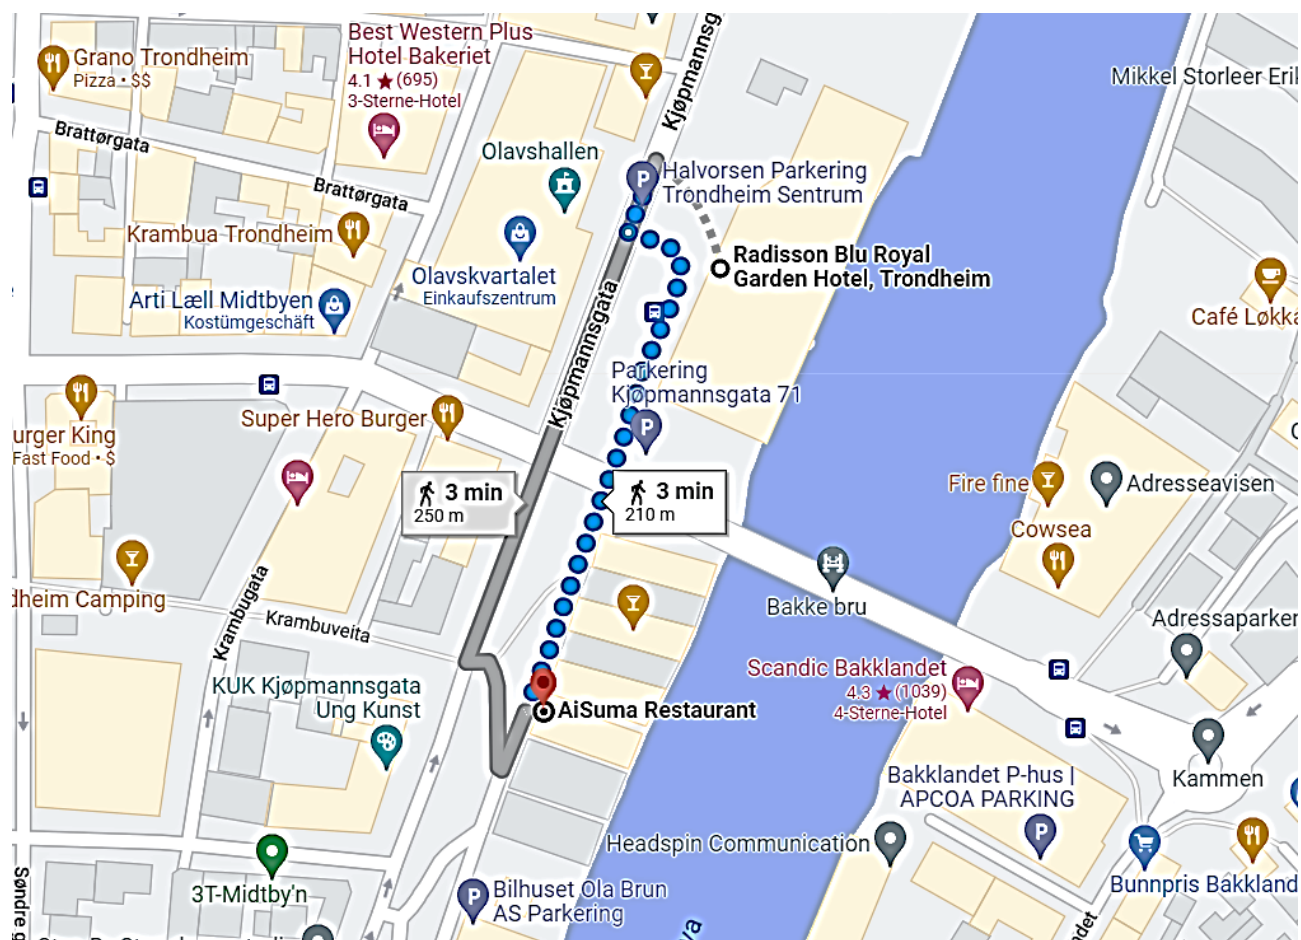 Best Western Plus
Hotel Bakeriet
4.1 ★ (695)
3-Sterne-Hotel
Grano Trondheim
Pizza • $$
Kjøpmannsg
Mikkel Storleer Erik
Brattørgata
Brattørgata
Olavshallen
P
Halvorsen Parkering
Trondheim Sentrum
Krambua Trondheim
Olavskvartalet
Einkaufszentrum
Radisson Blu Royal
Garden Hotel, Trondheim
Arti Læll Midtbyen
Kostümgeschäft
Kjøpmannsgata
Café Løkka
Parkering
Kjøpmannsgata 71
P
Super Hero Burger
urger King
Fast Food • $
3 min
250 m
3 min
210 m
Fire fine
Adresseavisen
Cowsea
dheim Camping
Krambugata
Krambuveita
Bakke bru
Adresseparker
Scandic Bakklandet
4.3 ★ (1039)
4-Sterne-Hotel
KUK Kjøpmannsgata
Ung Kunst
AiSuma Restaurant
Kammen
Bakklandet P-hus |
APCOA PARKING
P
Headspin Communication
3T-Midtby'n
Søndre g
P
Bilhuset Ola Brun
AS Parkering
Bunnpris Bakkland
va
det